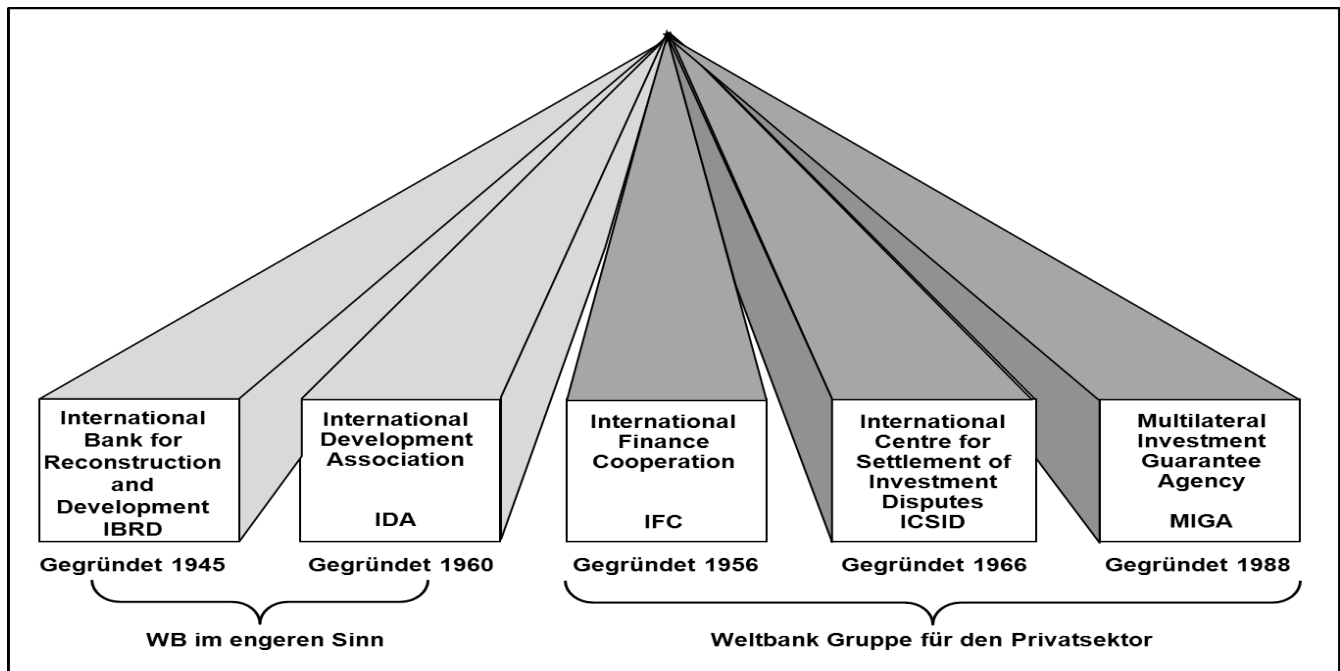 International
Bank for
Reconstruction
and
Development
IBRD
International
Development
Association
IDA
International
Finance
Cooperation
IFC
International
Centre for
Settlement of
Investment
Disputes
ICSID
Multilateral
Investment
Guarantee
Agency
MIGA
Gegründet 1945
Gegründet 1960
Gegründet 1956
Gegründet 1966
Gegründet 1988
WB im engeren Sinn
Weltbank Gruppe für den Privatsektor